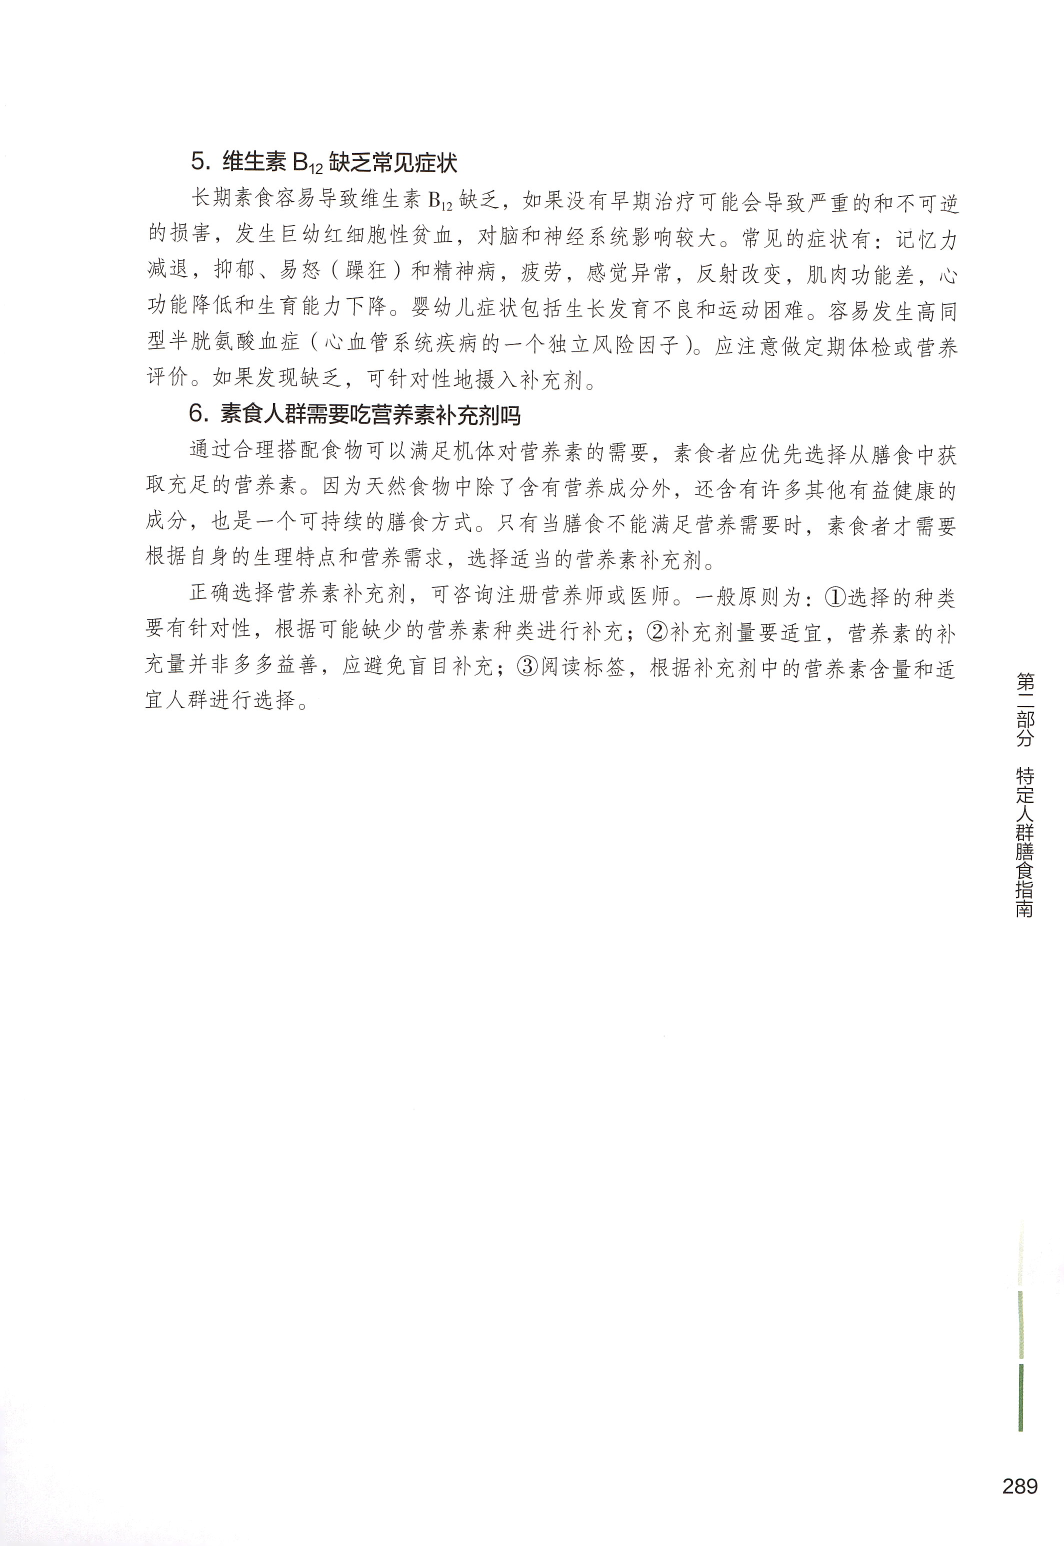 5. 维生素 B₁₂ 缺乏常见症状
长期素食容易导致维生素 B₁₂ 缺乏，如果没有早期治疗可能会导致严重的和不可逆
的损害，发生巨幼红细胞性贫血，对脑和神经系统影响较大。常见的症状有：记忆力
减退，抑郁、易怒（躁狂）和精神病，疲劳，感觉异常，反射改变，肌肉功能差，心
功能降低和生育能力下降。婴幼儿症状包括生长发育不良和运动困难。容易发生高同
型半胱氨酸血症（心血管系统疾病的一个独立风险因子）。应注意做定期体检或营养
评价。如果发现缺乏，可针对性地摄入补充剂。
6. 素食人群需要吃营养素补充剂吗
通过合理搭配食物可以满足机体对营养素的需要，素食者应优先选择从膳食中获
取充足的营养素。因为天然食物中除了含有营养成分外，还含有许多其他有益健康的
成分，也是一个可持续的膳食方式。只有当膳食不能满足营养需要时，素食者才需要
根据自身的生理特点和营养需求，选择适当的营养素补充剂。
正确选择营养素补充剂，可咨询注册营养师或医师。一般原则为：①选择的种类
要有针对性，根据可能缺少的营养素种类进行补充；②补充剂量要适宜，营养素的补
充量并非多多益善，应避免盲目补充；③阅读标签，根据补充剂中的营养素含量和适
宜人群进行选择。
第二部分 特定人群膳食指南
289